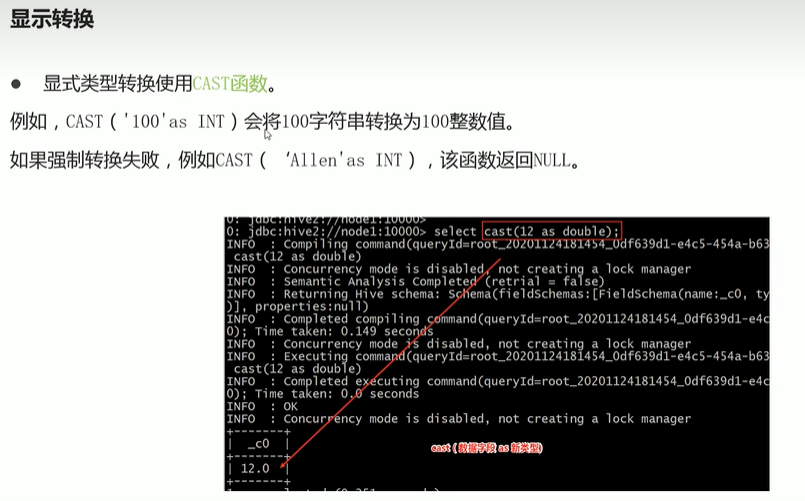 显示转换
● 显式类型转换使用CAST函数。
例如，CAST（'100'as INT）会将100字符串转换为100整数值。
如果强制转换失败，例如CAST（ ‘Allen'as INT），该函数返回NULL。
0: jdbc:hive2://node1:10000>
0: jdbc:hive2://node1:10000> select cast(12 as double);
INFO  : Compiling command(queryId=root_20201124181454_0df639d1-e4c5-454a-b63
 cast(12 as double)
INFO  : Concurrency mode is disabled, not creating a lock manager
INFO  : Semantic Analysis Completed (retrial = false)
INFO  : Returning Hive schema: Schema(fieldSchemas:[FieldSchema(name:_c0, ty
)], properties:null)
INFO  : Completed compiling command(queryId=root_20201124181454_0df639d1-e4c
0); Time taken: 0.149 seconds
INFO  : Concurrency mode is disabled, not creating a lock manager
INFO  : Executing command(queryId=root_20201124181454_0df639d1-e4c5-454a-b63
 cast(12 as double)
INFO  : Completed executing command(queryId=root_20201124181454_0df639d1-e4c
0); Time taken: 0.0 seconds
INFO  : OK
INFO  : Concurrency mode is disabled, not creating a lock manager
+-------+
|  _c0  |
cast（数据字段 as 新类型）
+-------+
| 12.0  |
+-------+